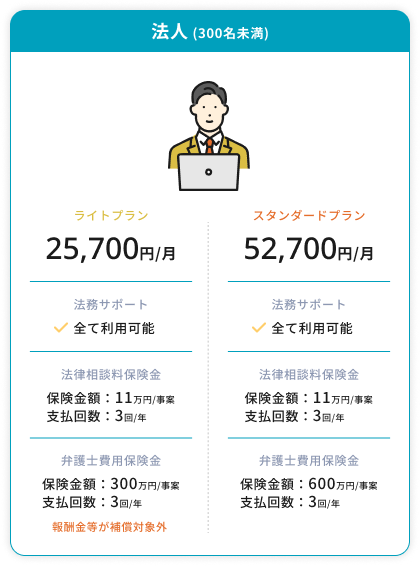 法人 (300名未満)
ライトプラン
25,700円/月
法務サポート
全て利用可能
法律相談料保険金
保険金額：11万円/事案
支払回数：3回/年
弁護士費用保険金
保険金額：300万円/事案
支払回数：3回/年
報酬金等が補償対象外
スタンダードプラン
52,700円/月
法務サポート
全て利用可能
法律相談料保険金
保険金額：11万円/事案
支払回数：3回/年
弁護士費用保険金
保険金額：600万円/事案
支払回数：3回/年